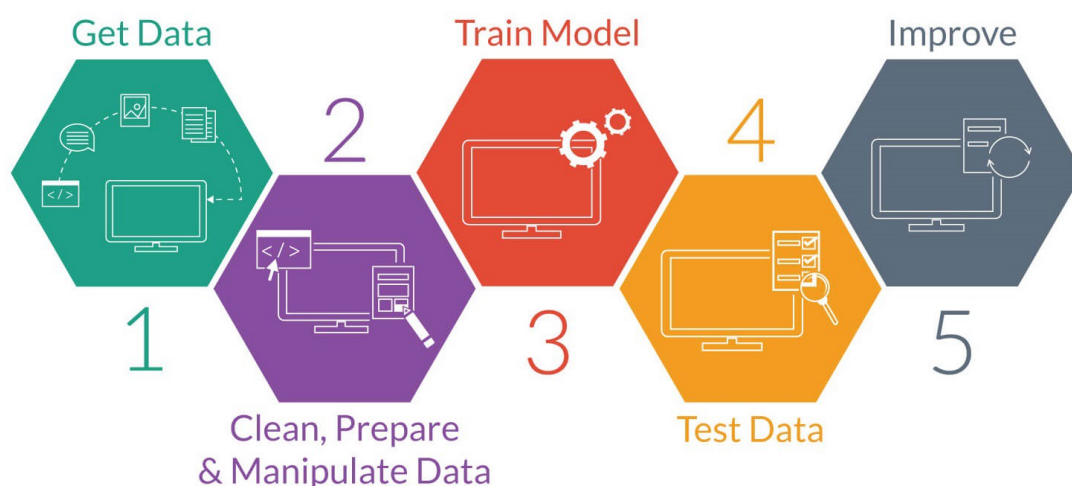 Get Data
1
2
Clean, Prepare
& Manipulate Data
Train Model
3
4
Test Data
Improve
5
</>
</>